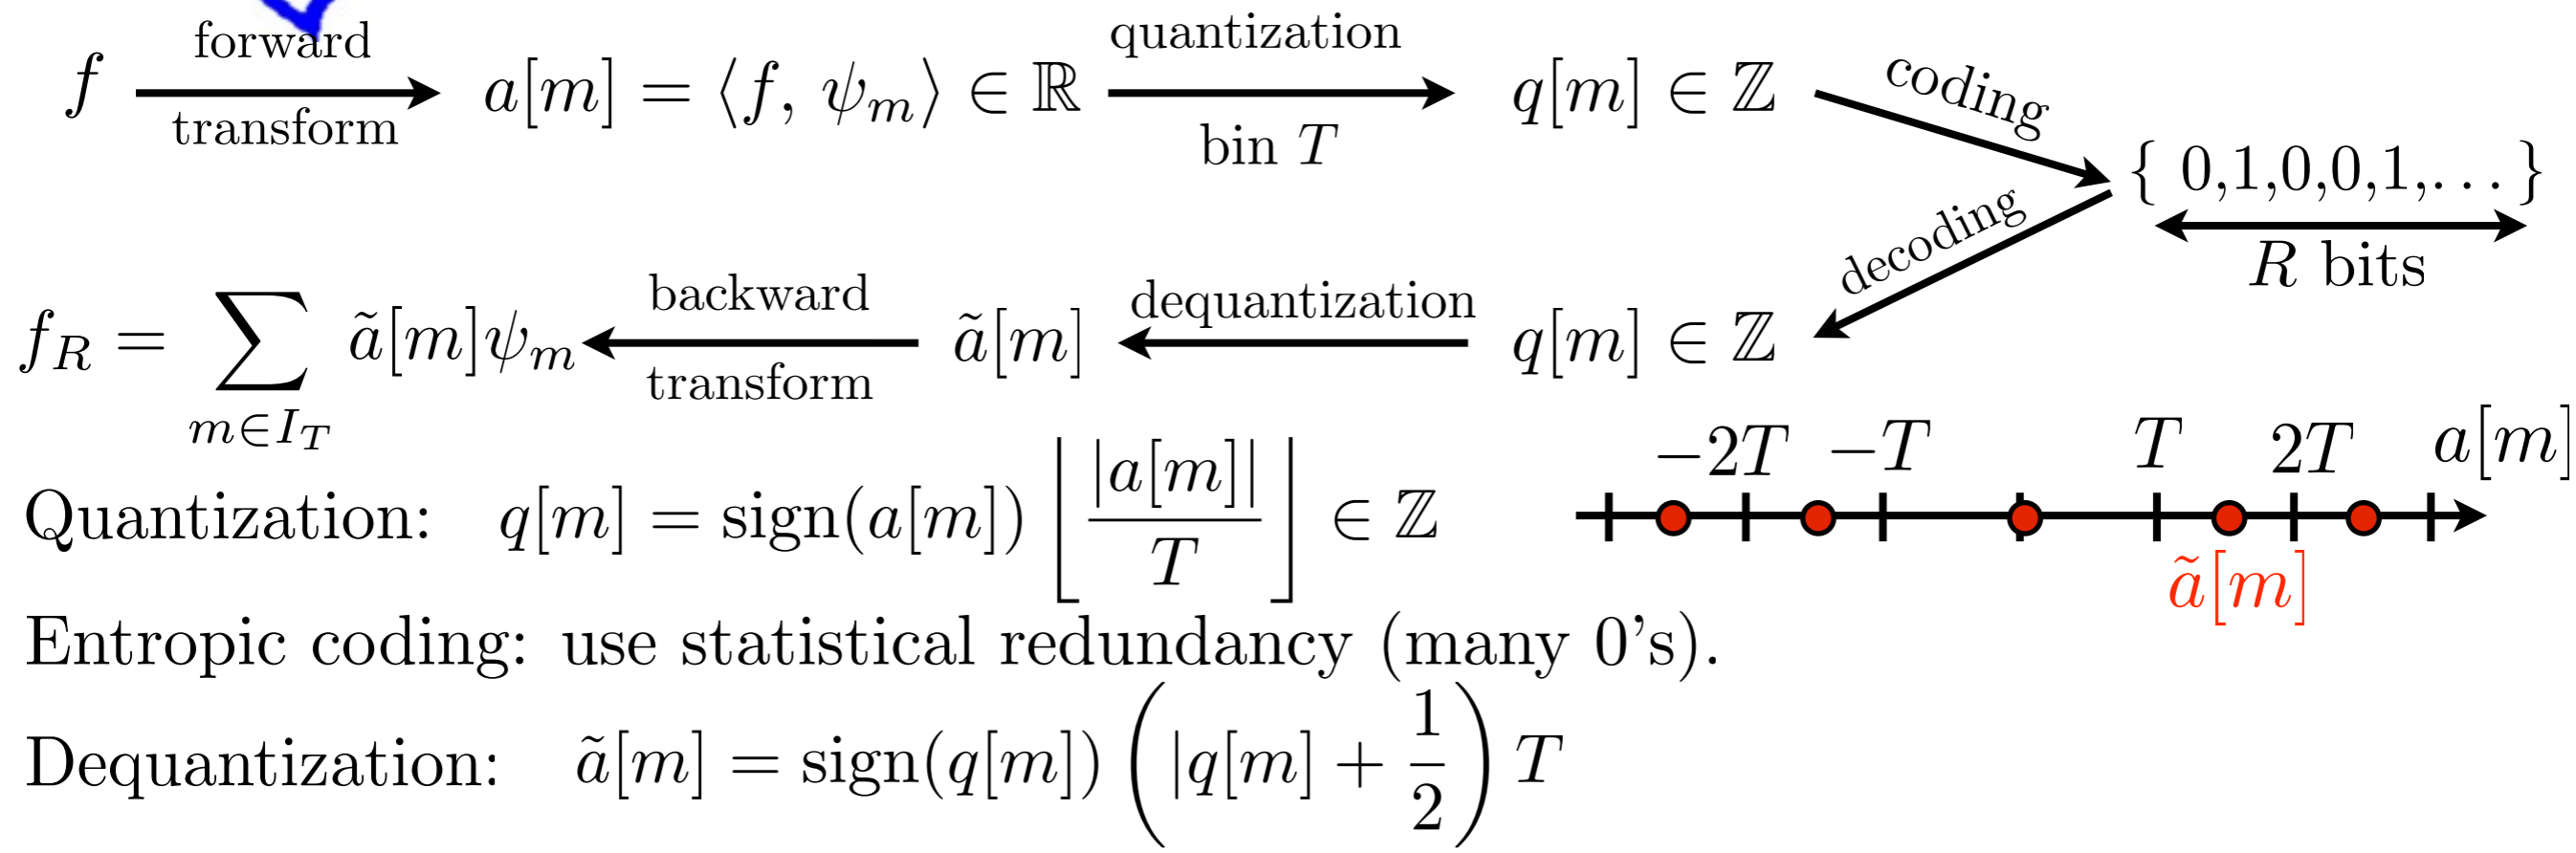 f forward transform a[m] = ⟨f, ψ_m⟩ ∈ ℝ quantization bin T q[m] ∈ ℤ coding
{ 0,1,0,0,1,... }
R bits
decoding
f_R = ∑_{m∈I_T} ã[m]ψ_m backward transform ã[m] dequantization q[m] ∈ ℤ
−2T −T T 2T a[m]
ã[m]
Quantization: q[m] = sign(a[m]) ⌊|a[m]|/T⌋ ∈ ℤ
Entropic coding: use statistical redundancy (many 0's).
Dequantization: ã[m] = sign(q[m]) (|q[m] + 1/2) T